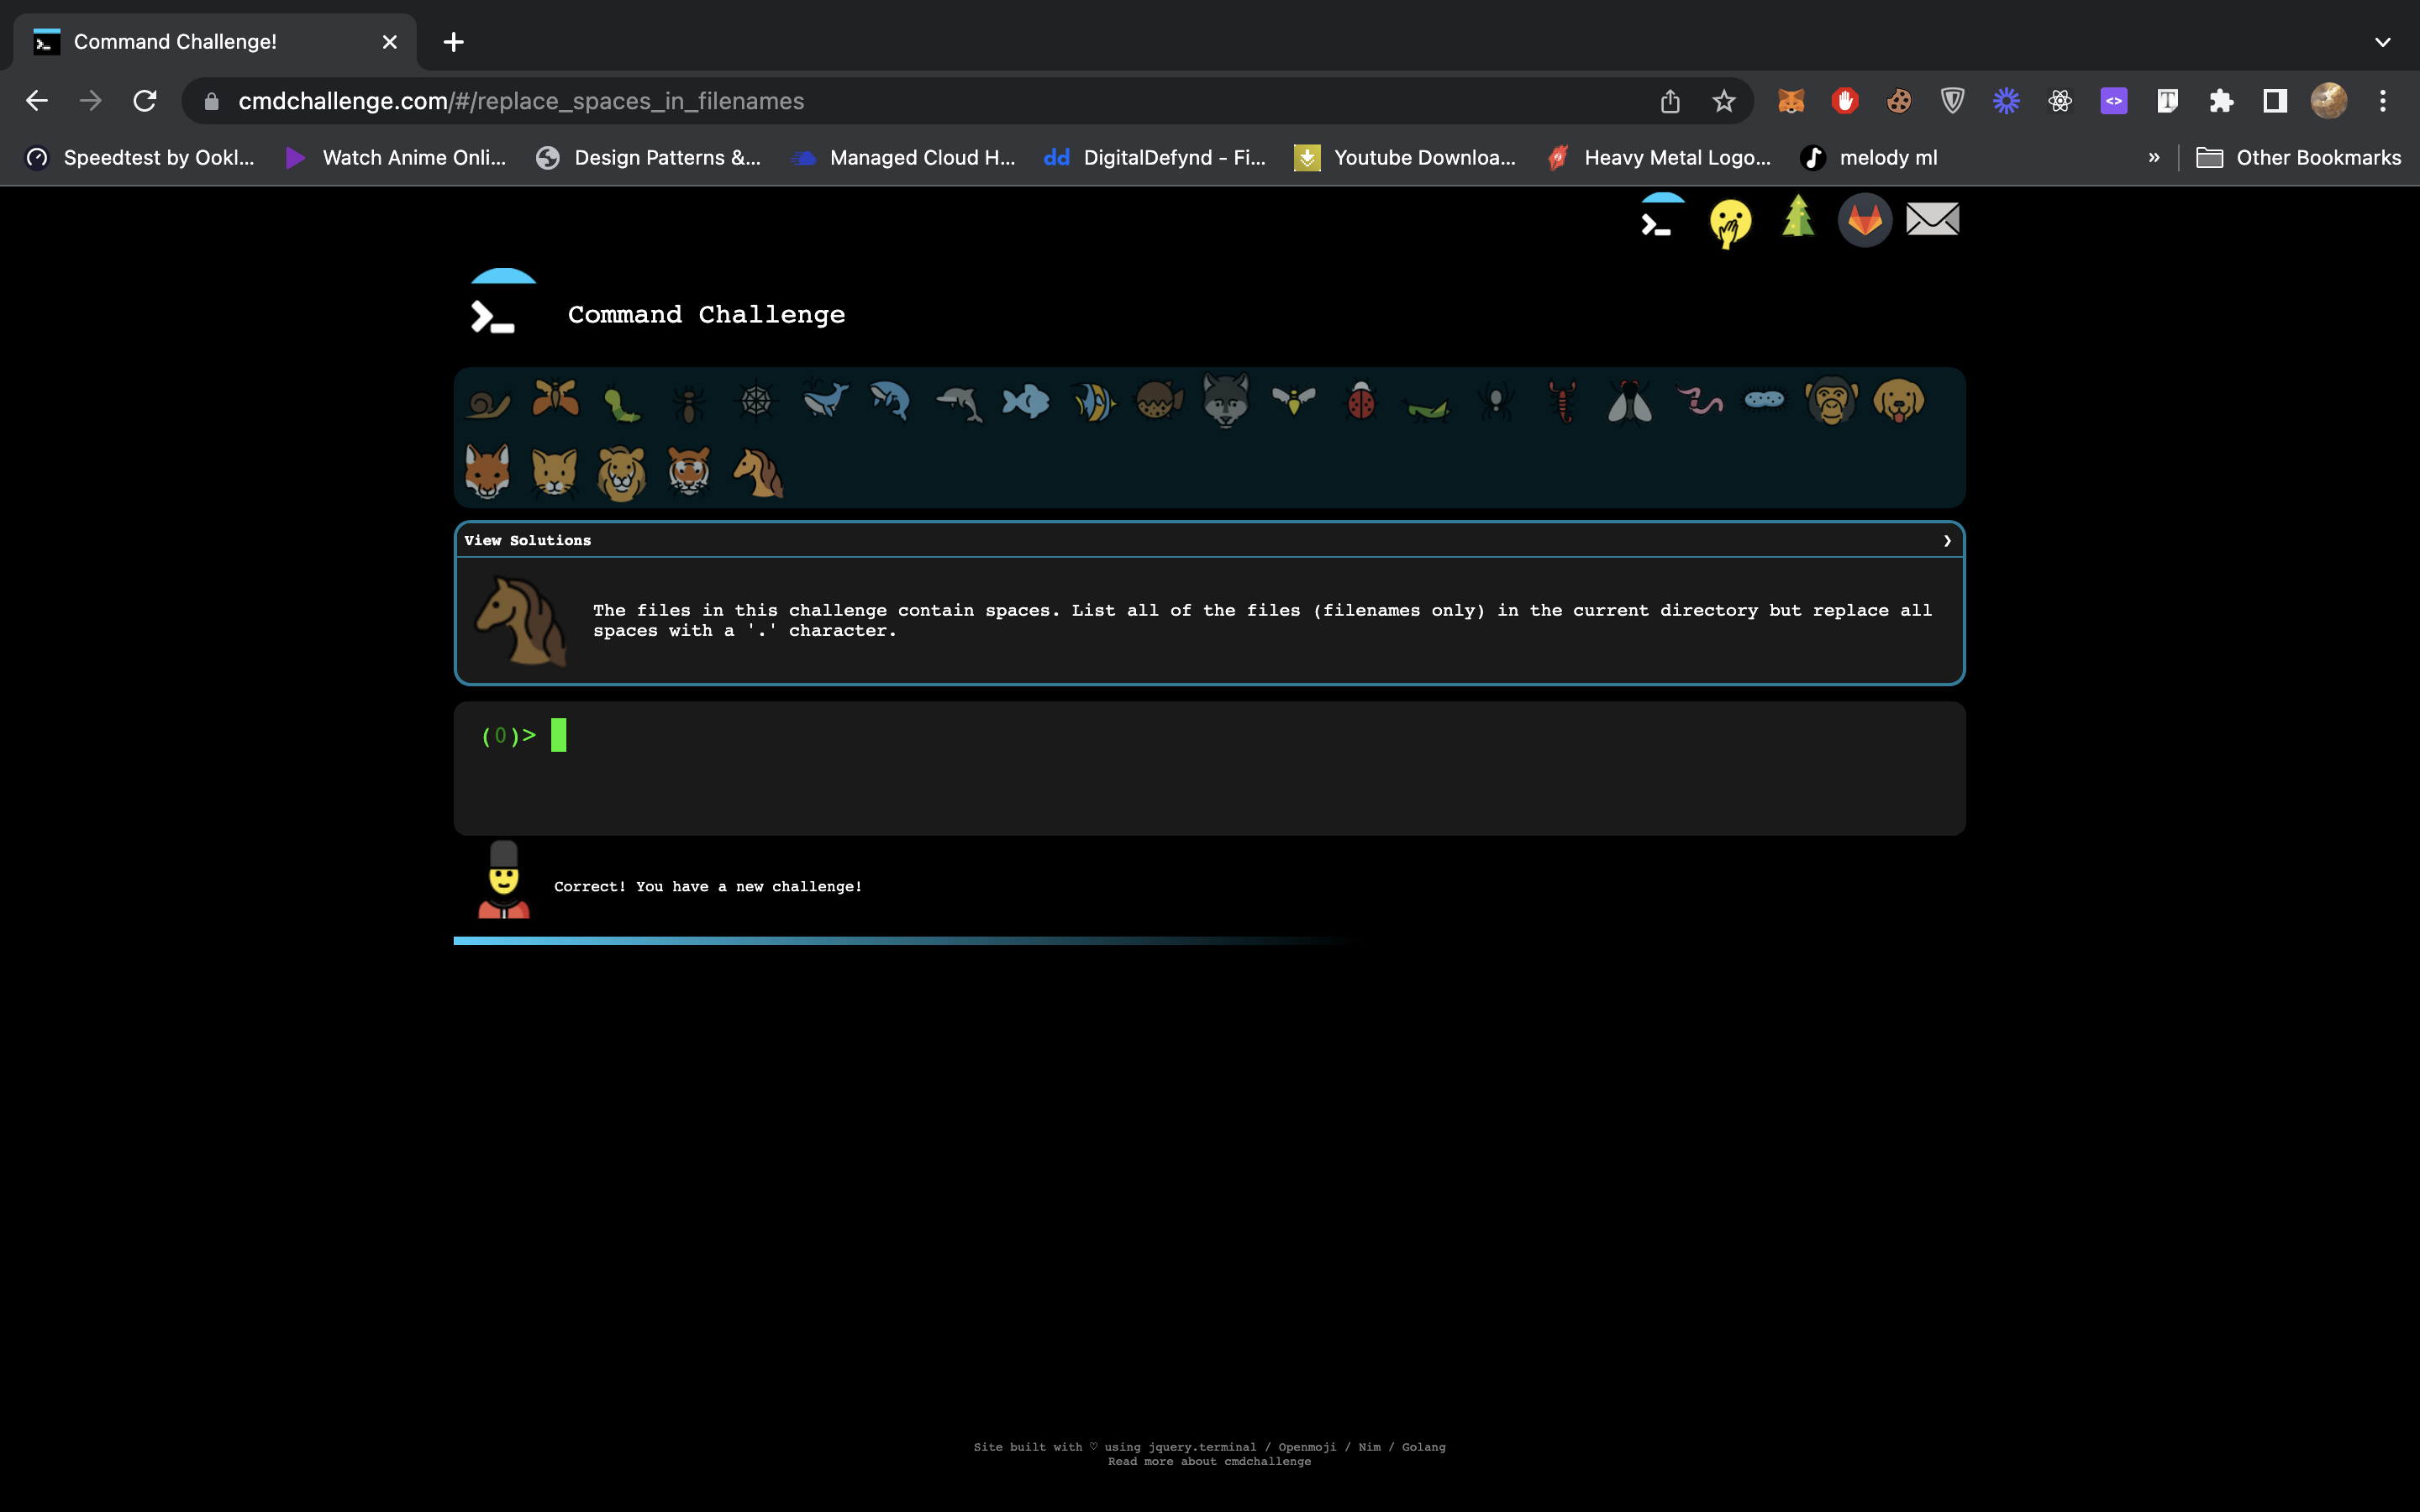 Command Challenge!
cmdchallenge.com/#/replace_spaces_in_filenames
Speedtest by Ookl... Watch Anime Onli... Design Patterns &... Managed Cloud H... dd DigitalDefynd - Fi... Youtube Downloa... Heavy Metal Logo... melody ml » Other Bookmarks
Command Challenge
View Solutions
The files in this challenge contain spaces. List all of the files (filenames only) in the current directory but replace all
spaces with a '.' character.
(0)>
Correct! You have a new challenge!
Site built with ♡ using jquery.terminal / Openmoji / Nim / Golang
Read more about cmdchallenge